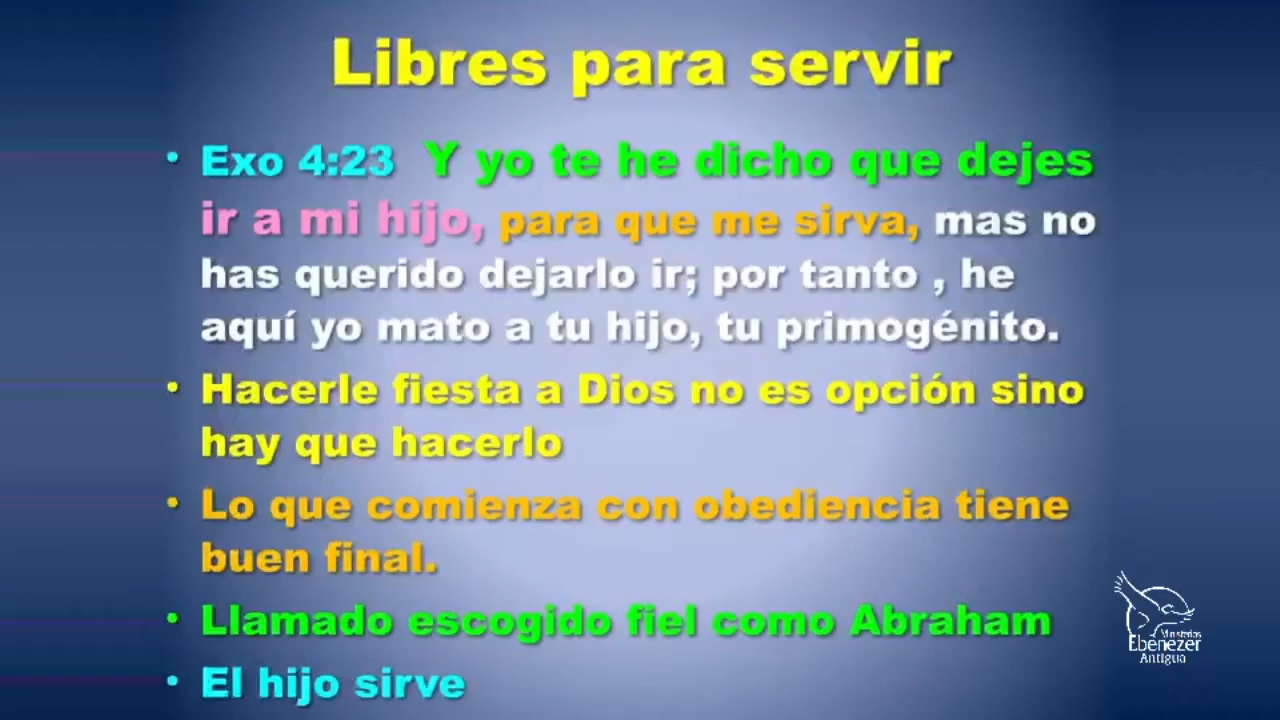 Libres para servir
• Exo 4:23 Y yo te he dicho que dejes
ir a mi hijo, para que me sirva, mas no
has querido dejarlo ir; por tanto , he
aquí yo mato a tu hijo, tu primogénito.
• Hacerle fiesta a Dios no es opción sino
hay que hacerlo
• Lo que comienza con obediencia tiene
buen final.
• Llamado escogido fiel como Abraham
• El hijo sirve
Ministerios
Ebenezer
Antigua